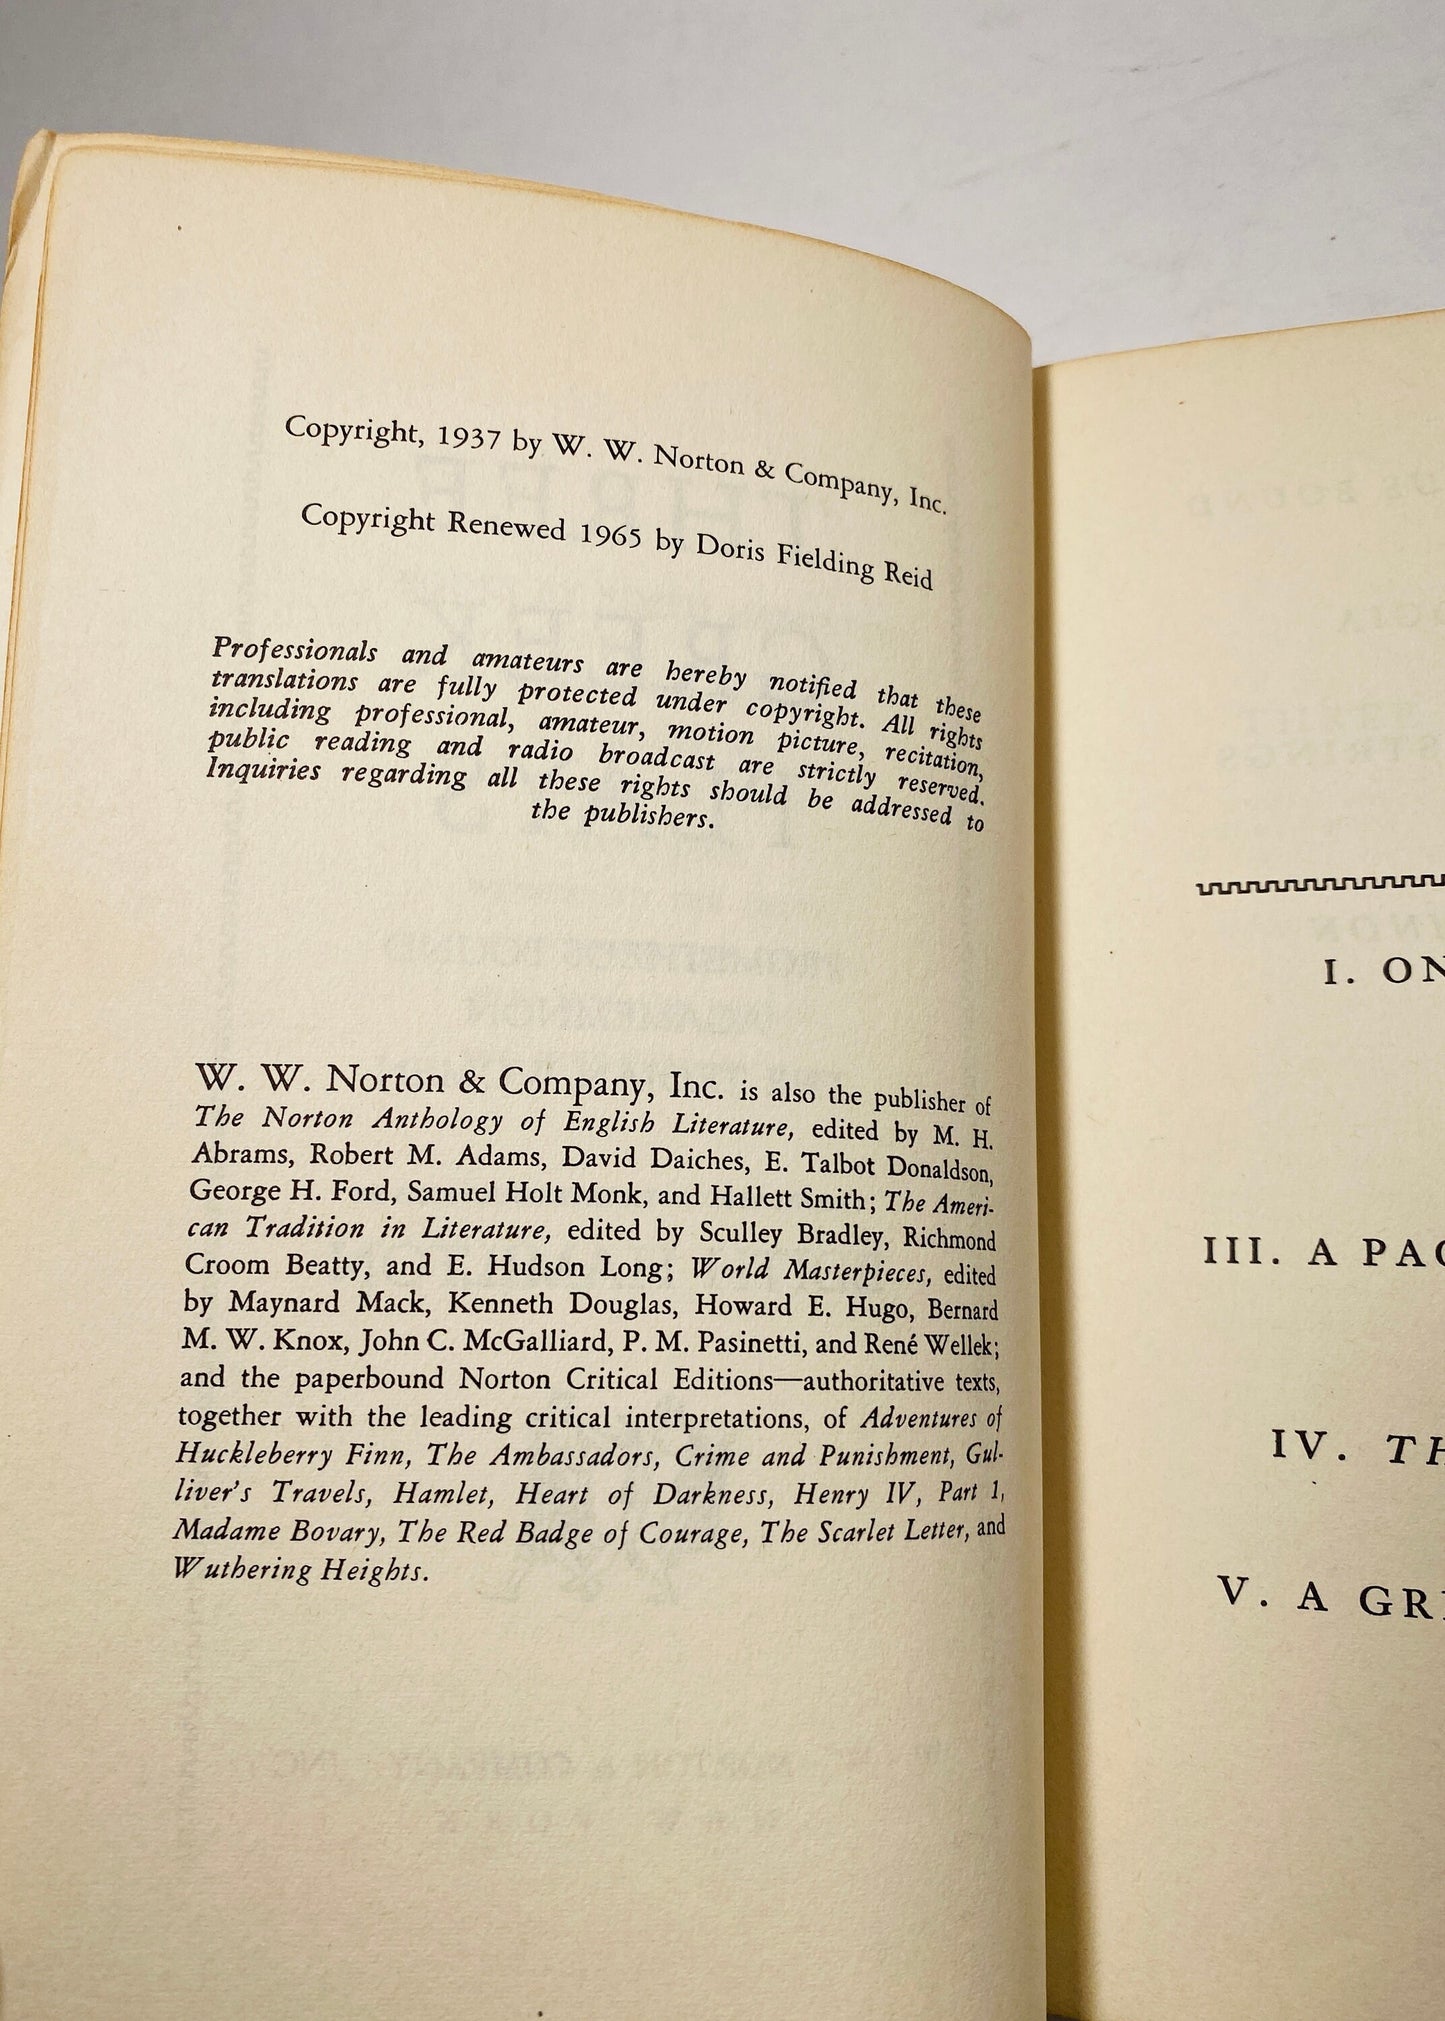 Copyright, 1937 by W. W. Norton & Company, Inc.
Copyright Renewed 1965 by Doris Fielding Reid
Professionals and amateurs are hereby notified that these
translations are fully protected under copyright. All rights
including professional, amateur, motion picture, recitation,
public reading and radio broadcast are strictly reserved.
Inquiries regarding all these rights should be addressed to
the publishers.
W. W. Norton & Company, Inc. is also the publisher of
The Norton Anthology of English Literature, edited by M. H.
Abrams, Robert M. Adams, David Daiches, E. Talbot Donaldson,
George H. Ford, Samuel Holt Monk, and Hallett Smith; The Ameri-
can Tradition in Literature, edited by Sculley Bradley, Richmond
Croom Beatty, and E. Hudson Long; World Masterpieces, edited
by Maynard Mack, Kenneth Douglas, Howard E. Hugo, Bernard
M. W. Knox, John C. McGalliard, P. M. Pasinetti, and René Wellek;
and the paperbound Norton Critical Editions—authoritative texts,
together with the leading critical interpretations, of Adventures of
Huckleberry Finn, The Ambassadors, Crime and Punishment, Gul-
liver's Travels, Hamlet, Heart of Darkness, Henry IV, Part 1,
Madame Bovary, The Red Badge of Courage, The Scarlet Letter, and
Wuthering Heights.
I. ON
III. A PAC
IV. TH
V. A GRE